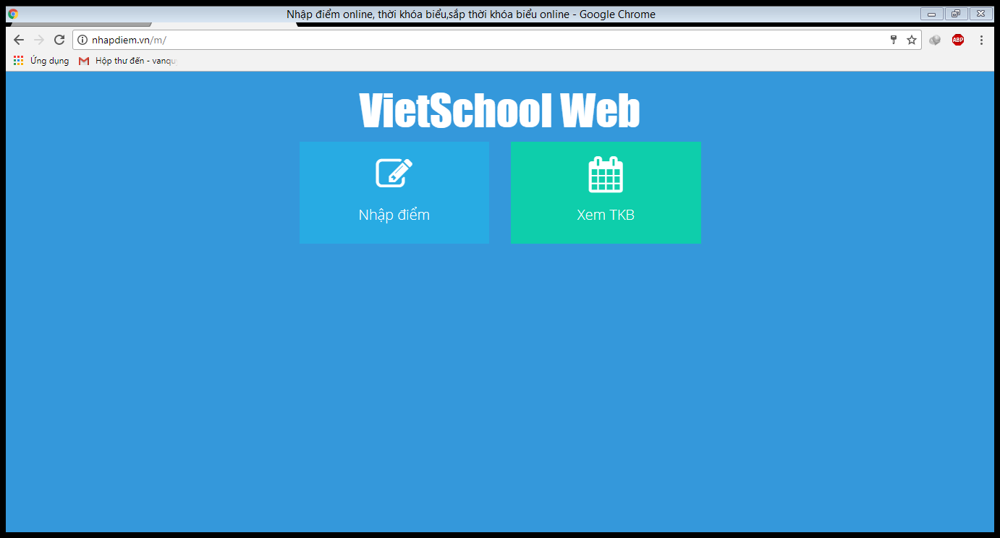 Nhập điểm online, thời khóa biểu,sắp thời khóa biểu online - Google Chrome
nhapdiem.vn/m/
ABP
Ứng dụng Hộp thư đến - vanqu
VietSchool Web
Nhập điểm Xem TKB